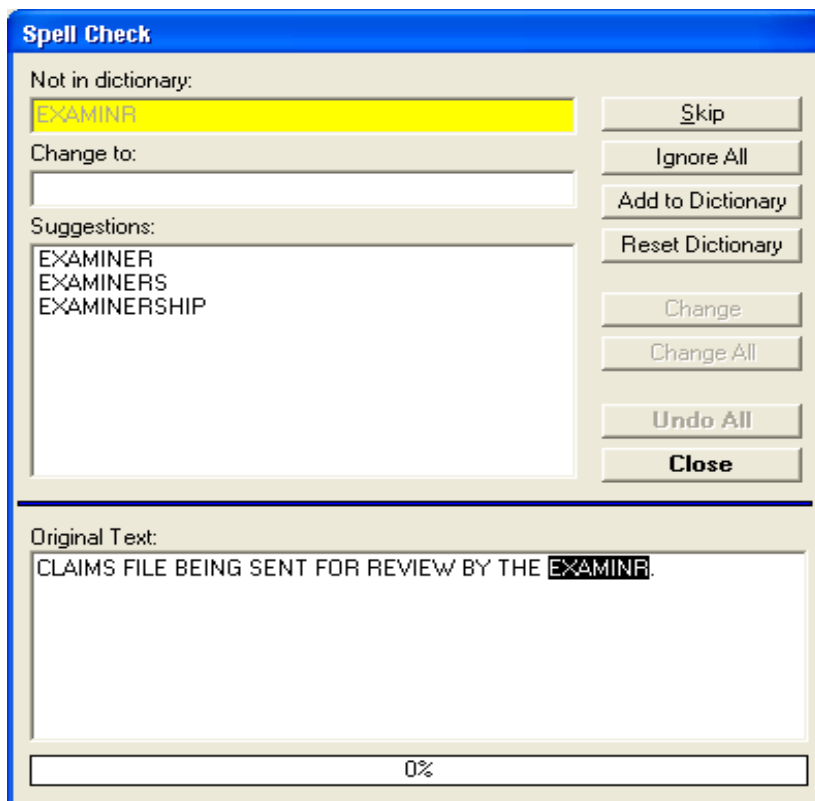 Spell Check
Not in dictionary:
EXAMINR
Skip
Change to:
Ignore All
Add to Dictionary
Suggestions:
Reset Dictionary
EXAMINER
EXAMINERS
EXAMINERSHIP
Change
Change All
Undo All
Close
Original Text:
CLAIMS FILE BEING SENT FOR REVIEW BY THE EXAMINR.
0%